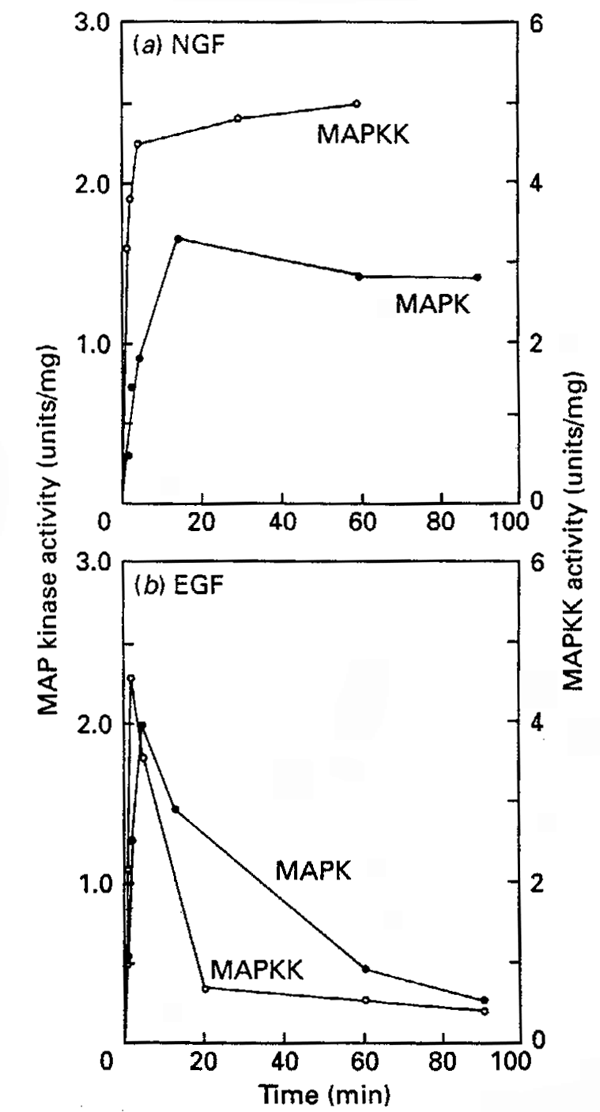 3.0
6
(a) NGF
MAPKK
2.0
4
MAPK
1.0
2
0
0
20
40
60
80
100
MAP kinase activity (units/mg)
MAPKK activity (units/mg)
3.0
6
(b) EGF
2.0
4
MAPK
1.0
2
MAPKK
0
0
20
40
60
80
100
Time (min)